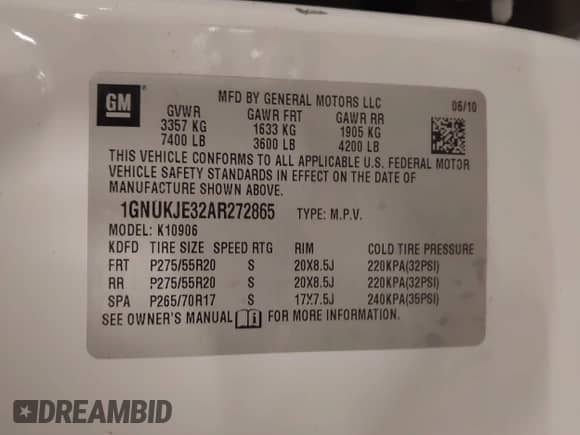 GM
MFD BY GENERAL MOTORS LLC 06/10
GVWR GAWR FRT GAWR RR
3357 KG 1633 KG 1905 KG
7400 LB 3600 LB 4200 LB
THIS VEHICLE CONFORMS TO ALL APPLICABLE U.S. FEDERAL MOTOR
VEHICLE SAFETY STANDARDS IN EFFECT ON THE DATE OF
MANUFACTURE SHOWN ABOVE.
1GNUKJE32AR272865 TYPE: M.P.V.
MODEL: K10906
KDFD TIRE SIZE SPEED RTG RIM COLD TIRE PRESSURE
FRT P275/55R20 S 20X8.5J 220KPA(32PSI)
RR P275/55R20 S 20X8.5J 220KPA(32PSI)
SPA P265/70R17 S 17X7.5J 240KPA(35PSI)
SEE OWNER'S MANUAL FOR MORE INFORMATION.
DREAMBID